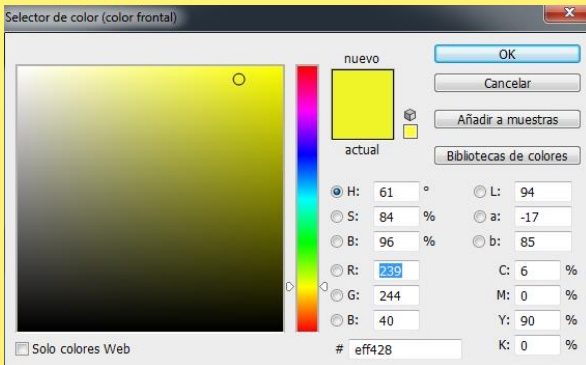 Selector de color (color frontal)
nuevo
actual
OK
Cancelar
Añadir a muestras
Bibliotecas de colores
H: 61 °
S: 84 %
B: 96 %
R: 239
G: 244
B: 40
# eff428
L: 94
a: -17
b: 85
C: 6 %
M: 0 %
Y: 90 %
K: 0 %
Solo colores Web